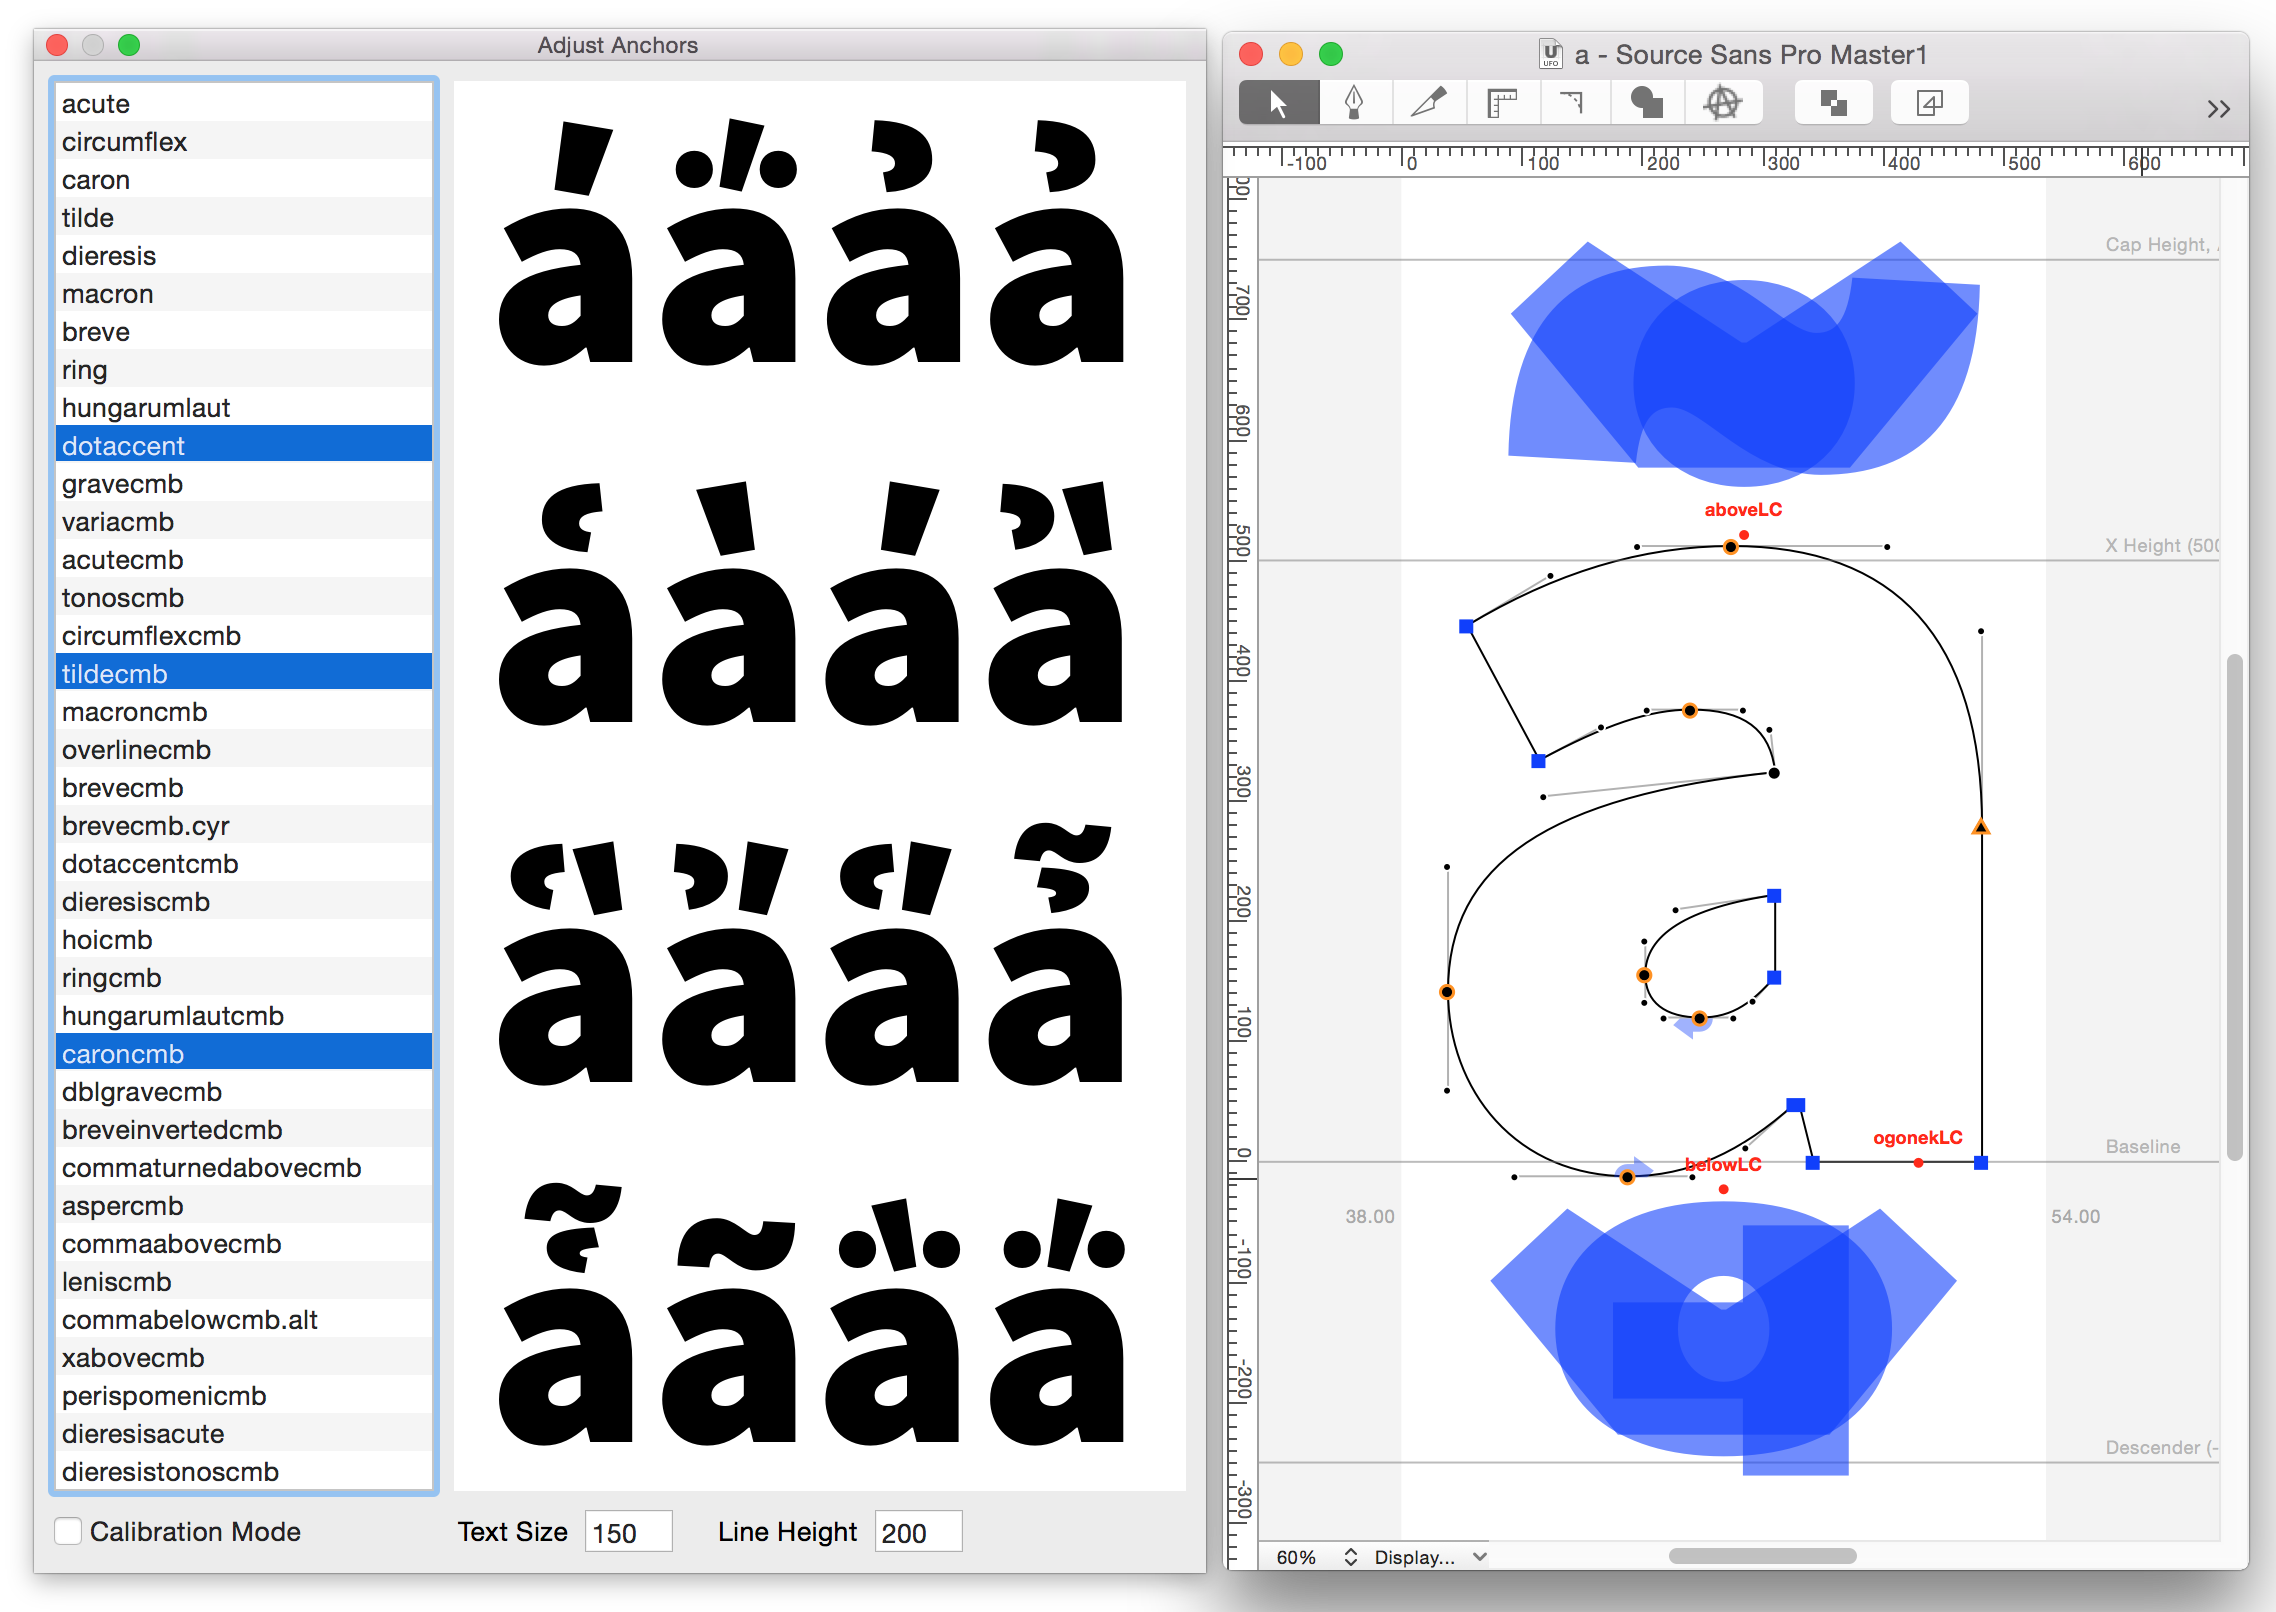 Adjust Anchors
acute
circumflex
caron
tilde
dieresis
macron
breve
ring
hungarumlaut
dotaccent
gravecmb
variacmb
acutecmb
tonoscmb
circumflexcmb
tildecmb
macroncmb
overlinecmb
brevecmb
brevecmb.cyr
dotaccentcmb
dieresiscmb
hoicmb
ringcmb
hungarumlautcmb
caroncmb
dblgravecmb
breveinvertedcmb
commaturnedabovecmb
aspercmb
commaabovecmb
leniscmb
commabelowcmb.alt
xabovecmb
perispomenicmb
dieresisacute
dieresistonoscmb
Calibration Mode
Text Size 150 Line Height 200
a - Source Sans Pro Master1
-100 0 100 200 300 400 500 600
700
600
500
400
300
200
100
0
-100
-200
-300
Cap Height,
aboveLC
X Height (500
ogonekLC
Baseline
belowLC
38.00 54.00
Descender (-
60% Display...